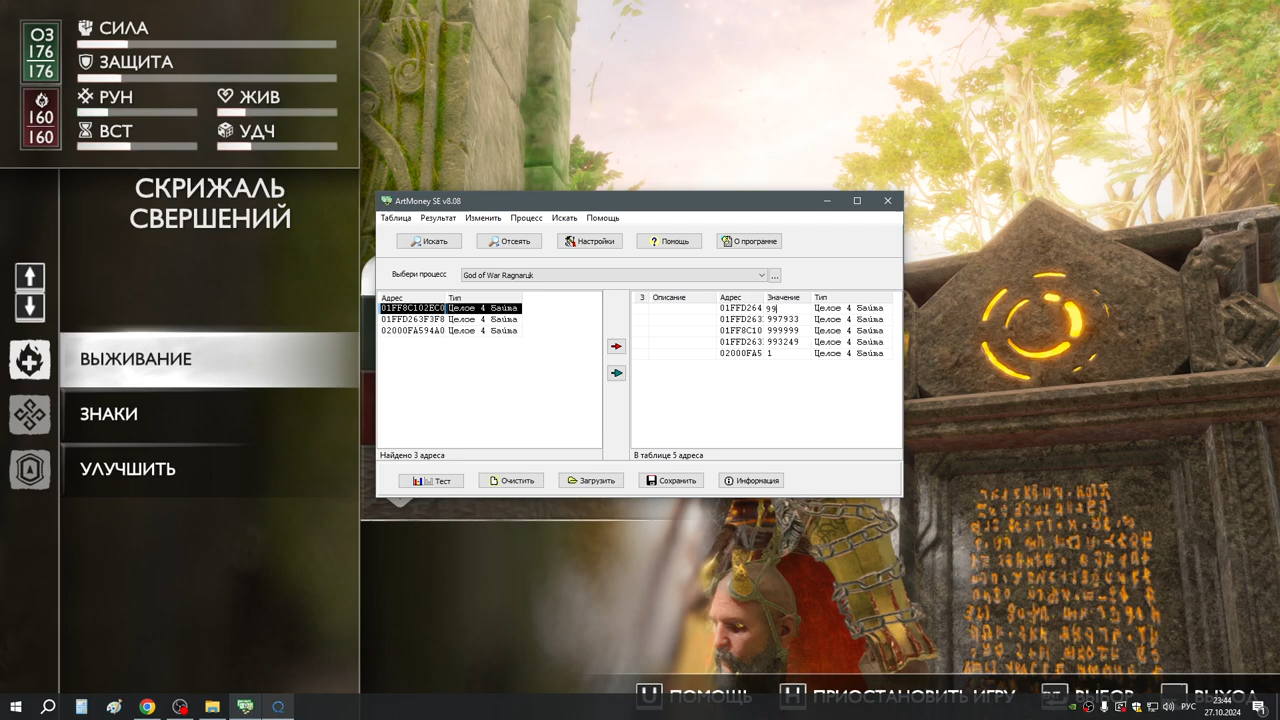 ОЗ
176
176
СИЛА
ЗАЩИТА
160
160
РУН
ЖИВ
ВСТ
УДЧ
СКРИЖАЛЬ
СВЕРШЕНИЙ
ВЫЖИВАНИЕ
ЗНАКИ
УЛУЧШИТЬ
ArtMoney SE v8.08
Таблица Результат Изменить Процесс Искать Помощь
Искать Отсеять Настройки Помощь О программе
Выбери процесс God of War Ragnarцk ...
Адрес Тип
01FF8C102EC0 Целое 4 байта
01FFD263F3F8 Целое 4 байта
02000FA594A0 Целое 4 байта
Найдено 3 адреса
З Описание Адрес Значение Тип
01FFD264 99 Целое 4 байта
01FFD263 997933 Целое 4 байта
01FF8C10 999999 Целое 4 байта
01FFD263 993249 Целое 4 байта
02000FA5 1 Целое 4 байта
В таблице 5 адреса
Тест Очистить Загрузить Сохранить Информация
U ПОМОЩЬ H ПРИОСТАНОВИТЬ ИГРУ ВЫБОР ВЫХОД
РУС
23:44
27.10.2024